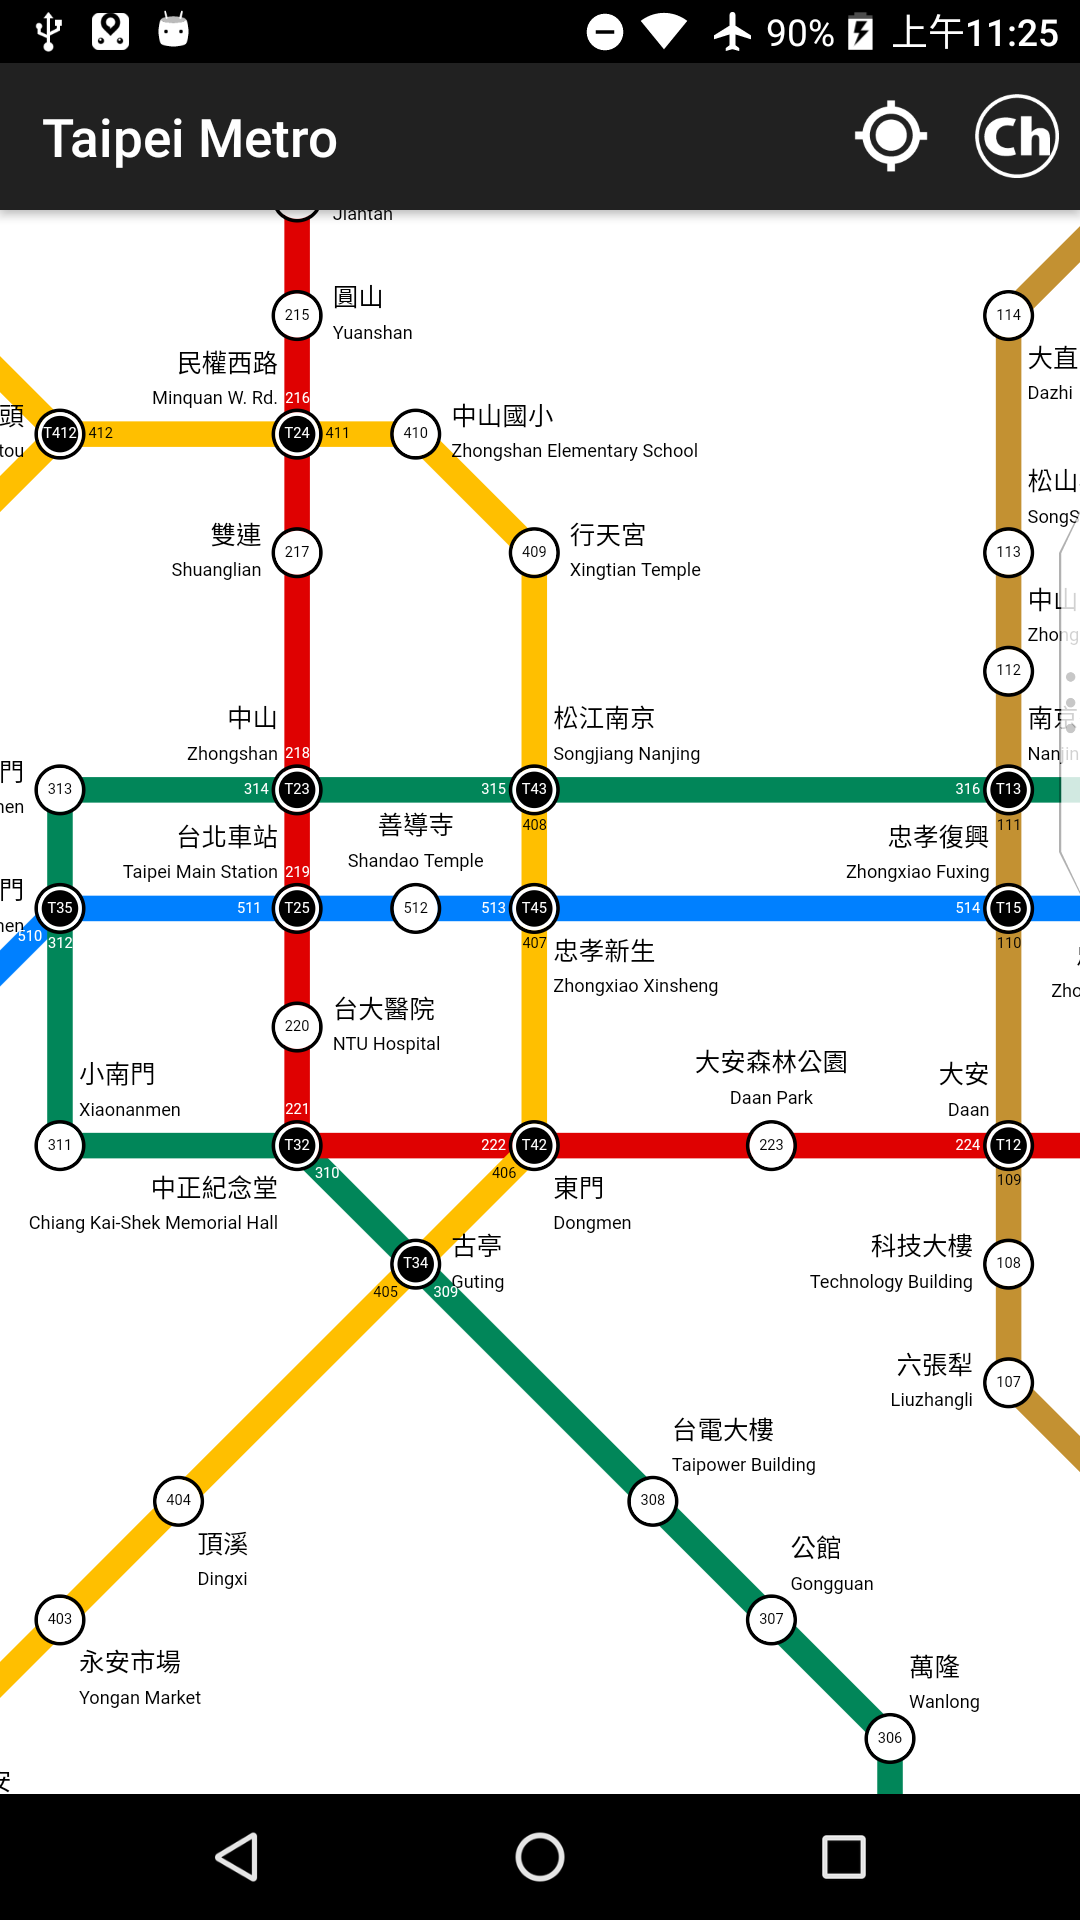 90% 上午11:25
Taipei Metro Ch
Jiantan
圓山
215
Yuanshan
114
民權西路
Minquan W. Rd.
216
大直
Dazhi
頭
tou
T412
412
T24
411
410
中山國小
Zhongshan Elementary School
松山
SongS
雙連
Shuanglian
217
409
行天宮
Xingtian Temple
113
中山
Zhong
112
中山
Zhongshan
218
松江南京
Songjiang Nanjing
南京
Nanjin
門
nen
313
314
T23
315
T43
316
T13
408
111
台北車站
Taipei Main Station
219
善導寺
Shandao Temple
忠孝復興
Zhongxiao Fuxing
門
nen
T35
510
312
511
T25
512
513
T45
514
T15
407
110
忠孝新生
Zhongxiao Xinsheng
Zho
220
台大醫院
NTU Hospital
小南門
Xiaonanmen
221
大安森林公園
Daan Park
大安
Daan
311
T32
222
T42
223
224
T12
310
406
109
中正紀念堂
Chiang Kai-Shek Memorial Hall
東門
Dongmen
T34
古亭
Guting
405
309
科技大樓
Technology Building
108
六張犁
Liuzhangli
107
台電大樓
Taipower Building
404
308
頂溪
Dingxi
公館
Gongguan
403
307
永安市場
Yongan Market
萬隆
Wanlong
306
安